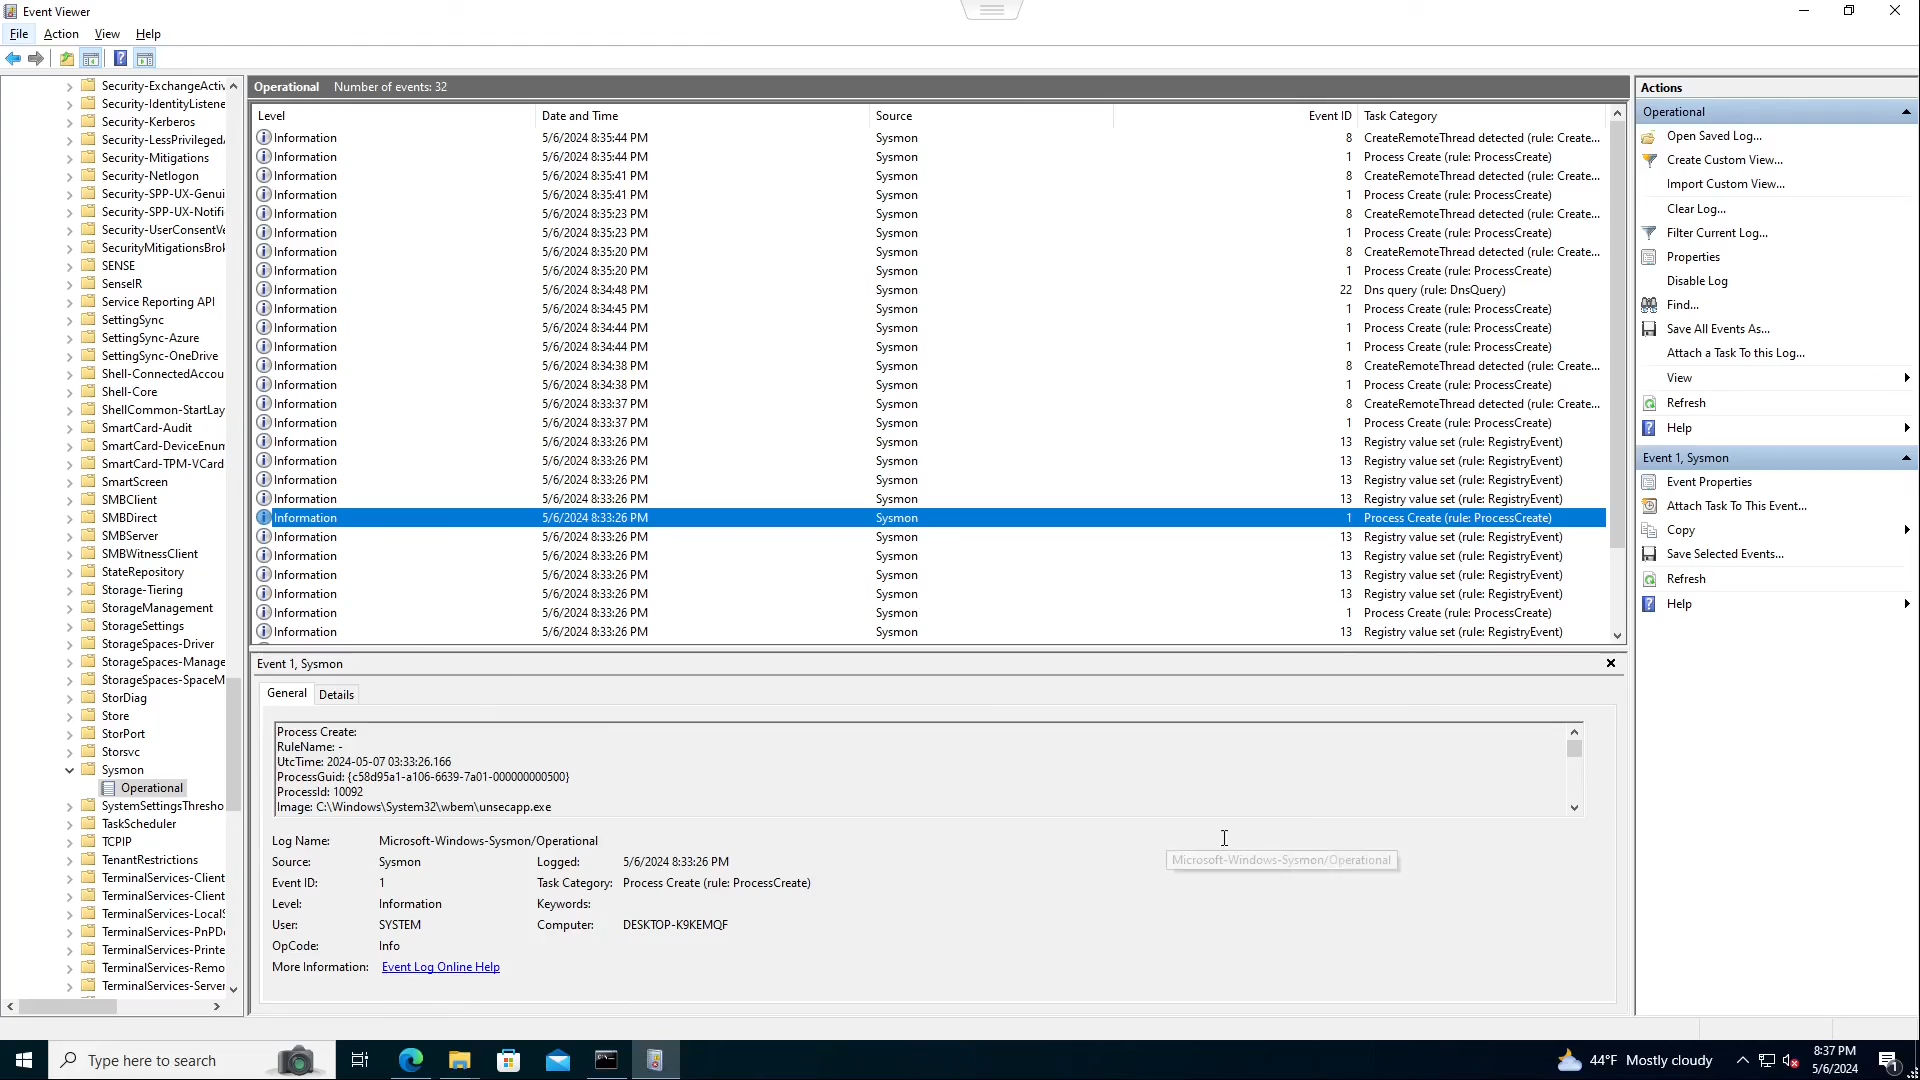 Event Viewer
File Action View Help
Security-ExchangeActiv
Security-IdentityListene
Security-Kerberos
Security-LessPrivilegedA
Security-Mitigations
Security-Netlogon
Security-SPP-UX-Genui
Security-SPP-UX-Notifi
Security-UserConsentVe
SecurityMitigationsBrok
SENSE
SenseIR
Service Reporting API
SettingSync
SettingSync-Azure
SettingSync-OneDrive
Shell-ConnectedAccou
Shell-Core
ShellCommon-StartLay
SmartCard-Audit
SmartCard-DeviceEnum
SmartCard-TPM-VCard
SmartScreen
SMBClient
SMBDirect
SMBServer
SMBWitnessClient
StateRepository
Storage-Tiering
StorageManagement
StorageSettings
StorageSpaces-Driver
StorageSpaces-Manage
StorageSpaces-SpaceM
StorDiag
Store
StorPort
Storsvc
Sysmon
Operational
SystemSettingsThresho
TaskScheduler
TCPIP
TenantRestrictions
TerminalServices-Client
TerminalServices-Client
TerminalServices-LocalS
TerminalServices-PnPDe
TerminalServices-Printe
TerminalServices-Remo
TerminalServices-Server
Operational Number of events: 32
Level Date and Time Source Event ID Task Category
Information 5/6/2024 8:35:44 PM Sysmon 8 CreateRemoteThread detected (rule: Create...
Information 5/6/2024 8:35:44 PM Sysmon 1 Process Create (rule: ProcessCreate)
Information 5/6/2024 8:35:41 PM Sysmon 8 CreateRemoteThread detected (rule: Create...
Information 5/6/2024 8:35:41 PM Sysmon 1 Process Create (rule: ProcessCreate)
Information 5/6/2024 8:35:23 PM Sysmon 8 CreateRemoteThread detected (rule: Create...
Information 5/6/2024 8:35:23 PM Sysmon 1 Process Create (rule: ProcessCreate)
Information 5/6/2024 8:35:20 PM Sysmon 8 CreateRemoteThread detected (rule: Create...
Information 5/6/2024 8:35:20 PM Sysmon 1 Process Create (rule: ProcessCreate)
Information 5/6/2024 8:34:48 PM Sysmon 22 Dns query (rule: DnsQuery)
Information 5/6/2024 8:34:45 PM Sysmon 1 Process Create (rule: ProcessCreate)
Information 5/6/2024 8:34:44 PM Sysmon 1 Process Create (rule: ProcessCreate)
Information 5/6/2024 8:34:44 PM Sysmon 1 Process Create (rule: ProcessCreate)
Information 5/6/2024 8:34:38 PM Sysmon 8 CreateRemoteThread detected (rule: Create...
Information 5/6/2024 8:34:38 PM Sysmon 1 Process Create (rule: ProcessCreate)
Information 5/6/2024 8:33:37 PM Sysmon 8 CreateRemoteThread detected (rule: Create...
Information 5/6/2024 8:33:37 PM Sysmon 1 Process Create (rule: ProcessCreate)
Information 5/6/2024 8:33:26 PM Sysmon 13 Registry value set (rule: RegistryEvent)
Information 5/6/2024 8:33:26 PM Sysmon 13 Registry value set (rule: RegistryEvent)
Information 5/6/2024 8:33:26 PM Sysmon 13 Registry value set (rule: RegistryEvent)
Information 5/6/2024 8:33:26 PM Sysmon 13 Registry value set (rule: RegistryEvent)
Information 5/6/2024 8:33:26 PM Sysmon 1 Process Create (rule: ProcessCreate)
Information 5/6/2024 8:33:26 PM Sysmon 13 Registry value set (rule: RegistryEvent)
Information 5/6/2024 8:33:26 PM Sysmon 13 Registry value set (rule: RegistryEvent)
Information 5/6/2024 8:33:26 PM Sysmon 13 Registry value set (rule: RegistryEvent)
Information 5/6/2024 8:33:26 PM Sysmon 13 Registry value set (rule: RegistryEvent)
Information 5/6/2024 8:33:26 PM Sysmon 1 Process Create (rule: ProcessCreate)
Information 5/6/2024 8:33:26 PM Sysmon 13 Registry value set (rule: RegistryEvent)
Event 1, Sysmon
General Details
Process Create:
RuleName: -
UtcTime: 2024-05-07 03:33:26.166
ProcessGuid: {c58d95a1-a106-6639-7a01-000000000500}
ProcessId: 10092
Image: C:\Windows\System32\wbem\unsecapp.exe
Log Name: Microsoft-Windows-Sysmon/Operational
Source: Sysmon Logged: 5/6/2024 8:33:26 PM
Event ID: 1 Task Category: Process Create (rule: ProcessCreate)
Level: Information Keywords:
User: SYSTEM Computer: DESKTOP-K9KEMQF
OpCode: Info
More Information: Event Log Online Help
Microsoft-Windows-Sysmon/Operational
Actions
Operational
Open Saved Log...
Create Custom View...
Import Custom View...
Clear Log...
Filter Current Log...
Properties
Disable Log
Find...
Save All Events As...
Attach a Task To this Log...
View
Refresh
Help
Event 1, Sysmon
Event Properties
Attach Task To This Event...
Copy
Save Selected Events...
Refresh
Help
Type here to search
44°F Mostly cloudy
8:37 PM
5/6/2024
1